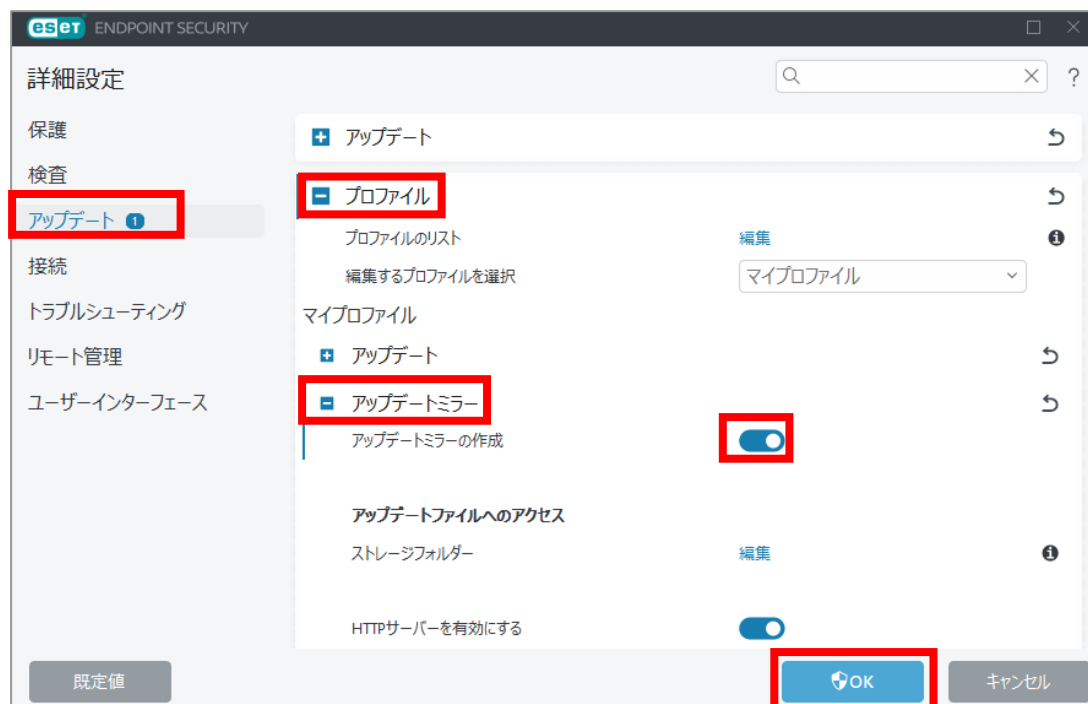 eset ENDPOINT SECURITY
詳細設定
?
保護
検査
アップデート 1
接続
トラブルシューティング
リモート管理
ユーザーインターフェース
アップデート
プロファイル
プロファイルのリスト 編集
編集するプロファイルを選択 マイプロファイル
マイプロファイル
アップデート
アップデートミラー
アップデートミラーの作成
アップデートファイルへのアクセス
ストレージフォルダー 編集
HTTPサーバーを有効にする
既定値 OK キャンセル